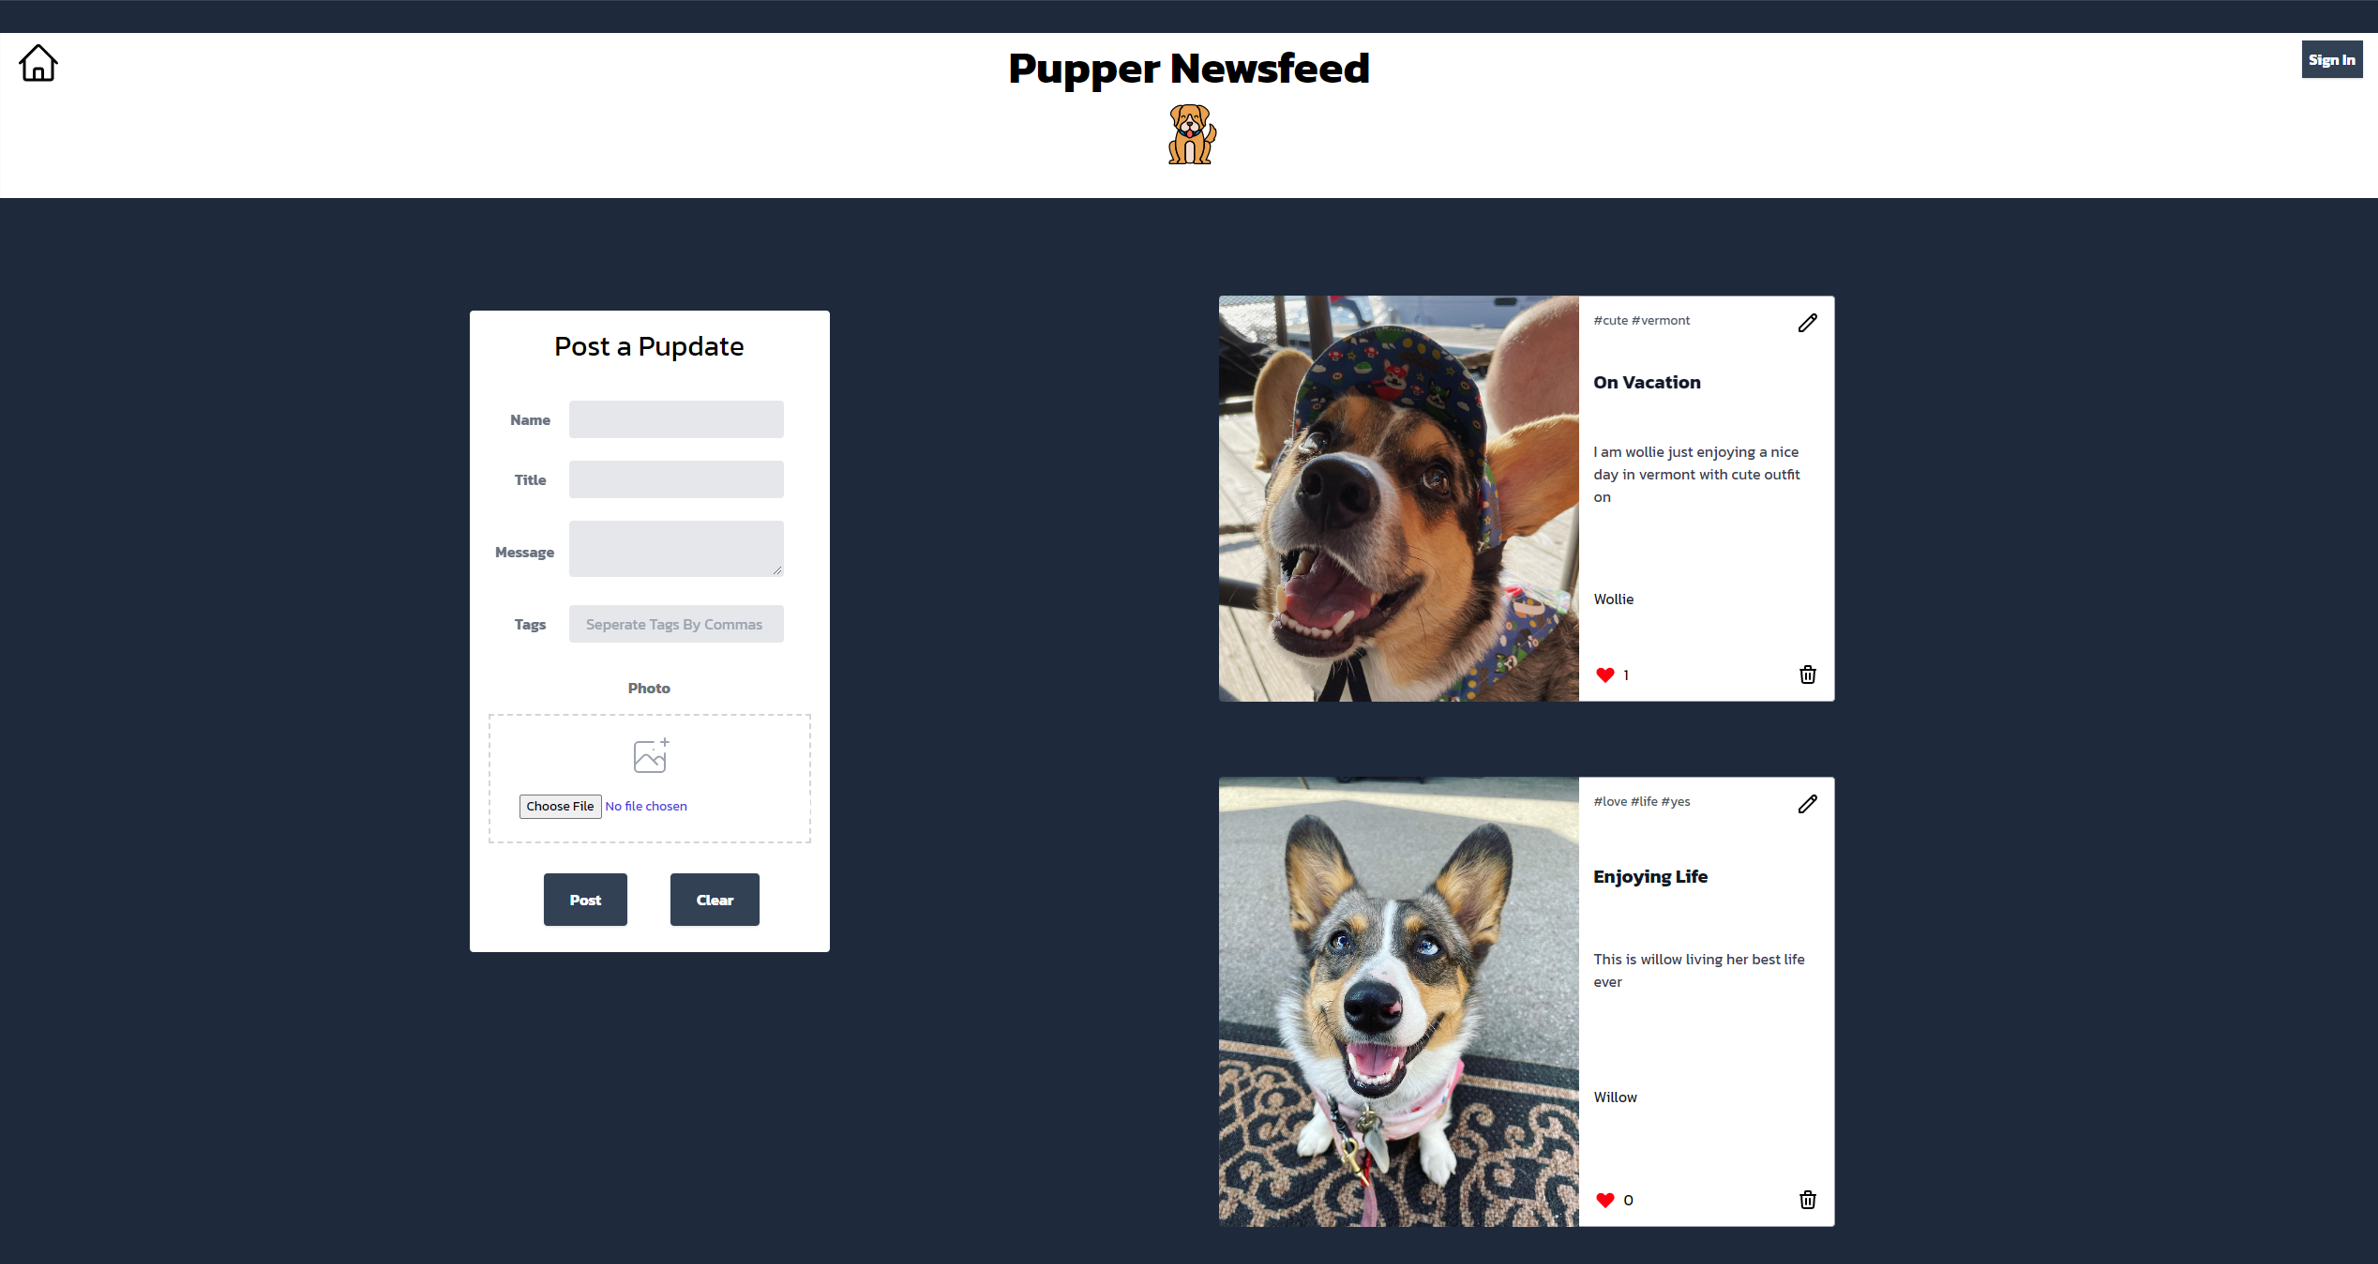 Pupper Newsfeed
Sign In
Post a Pupdate
Name
Title
Message
Tags
Seperate Tags By Commas
Photo
Choose File No file chosen
Post
Clear
#cute #vermont
On Vacation
I am wollie just enjoying a nice
day in vermont with cute outfit
on
Wollie
1
#love #life #yes
Enjoying Life
This is willow living her best life
ever
Willow
0